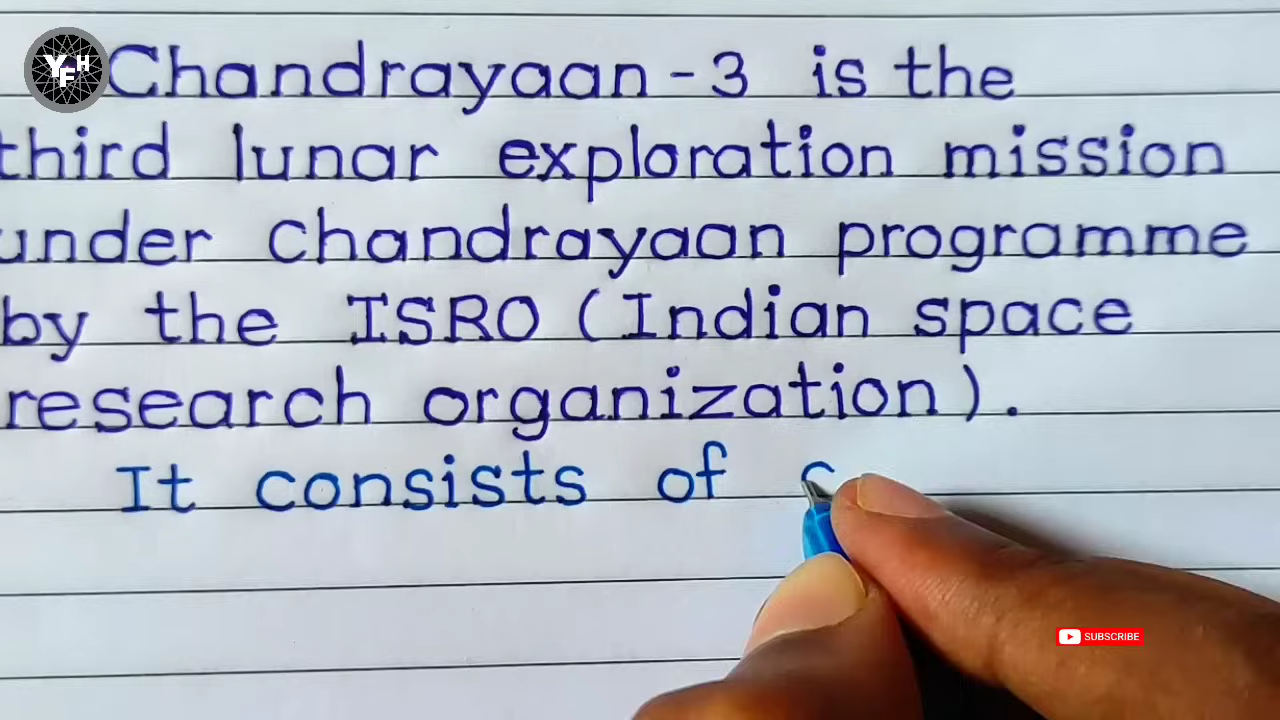 YFH
Chandrayaan-3 is the
third lunar exploration mission
under Chandrayaan programme
by the ISRO (Indian space
research organization).
It consists of
SUBSCRIBE